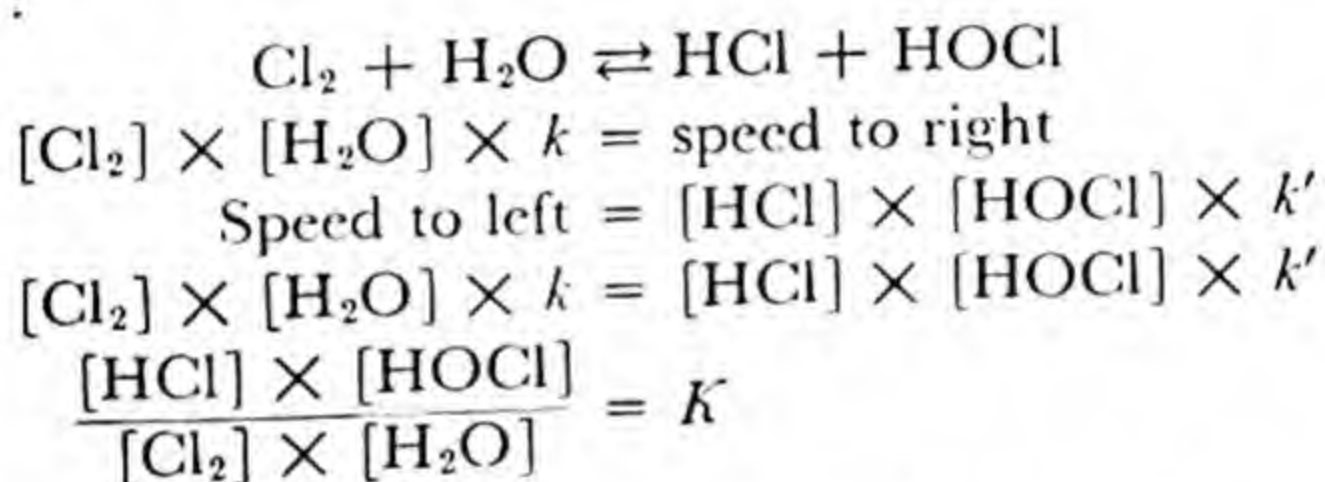 Cl₂ + H₂O ⇄ HCl + HOCl
[Cl₂] × [H₂O] × k = speed to right
Speed to left = [HCl] × [HOCl] × k′
[Cl₂] × [H₂O] × k = [HCl] × [HOCl] × k′
[HCl] × [HOCl]
[Cl₂] × [H₂O] = K